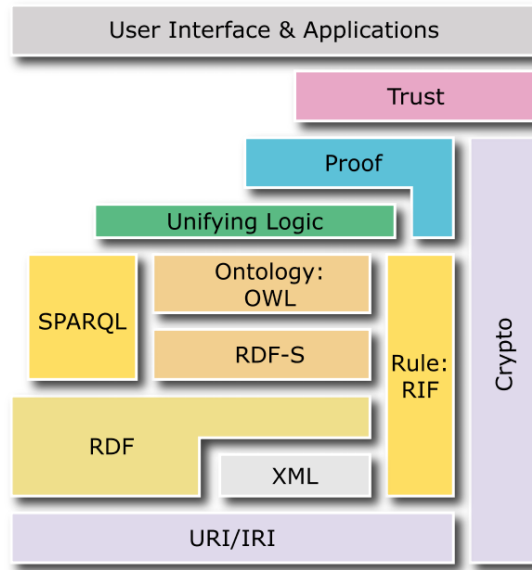 User Interface & Applications
Trust
Proof
Unifying Logic
SPARQL
Ontology:
OWL
RDF-S
Rule:
RIF
Crypto
RDF
XML
URI/IRI